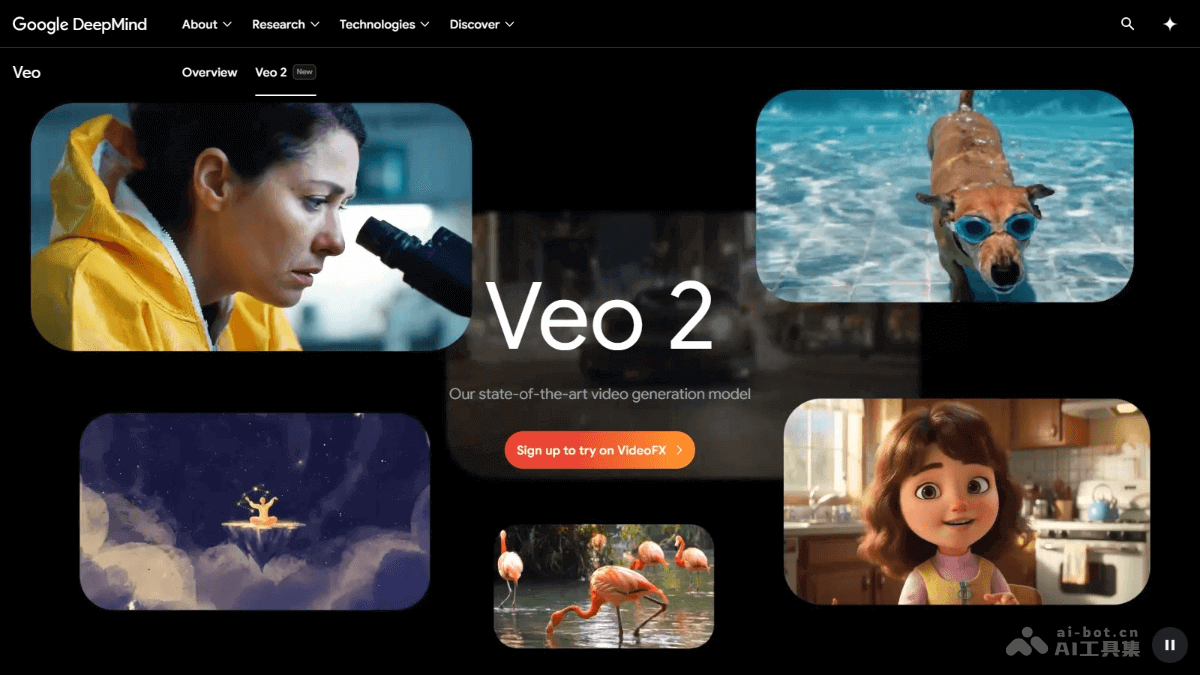 Google DeepMind About Research Technologies Discover
Veo Overview Veo 2 New
Veo 2
Our state-of-the-art video generation model
Sign up to try on VideoFX
ai-bot.cn
AI工具集